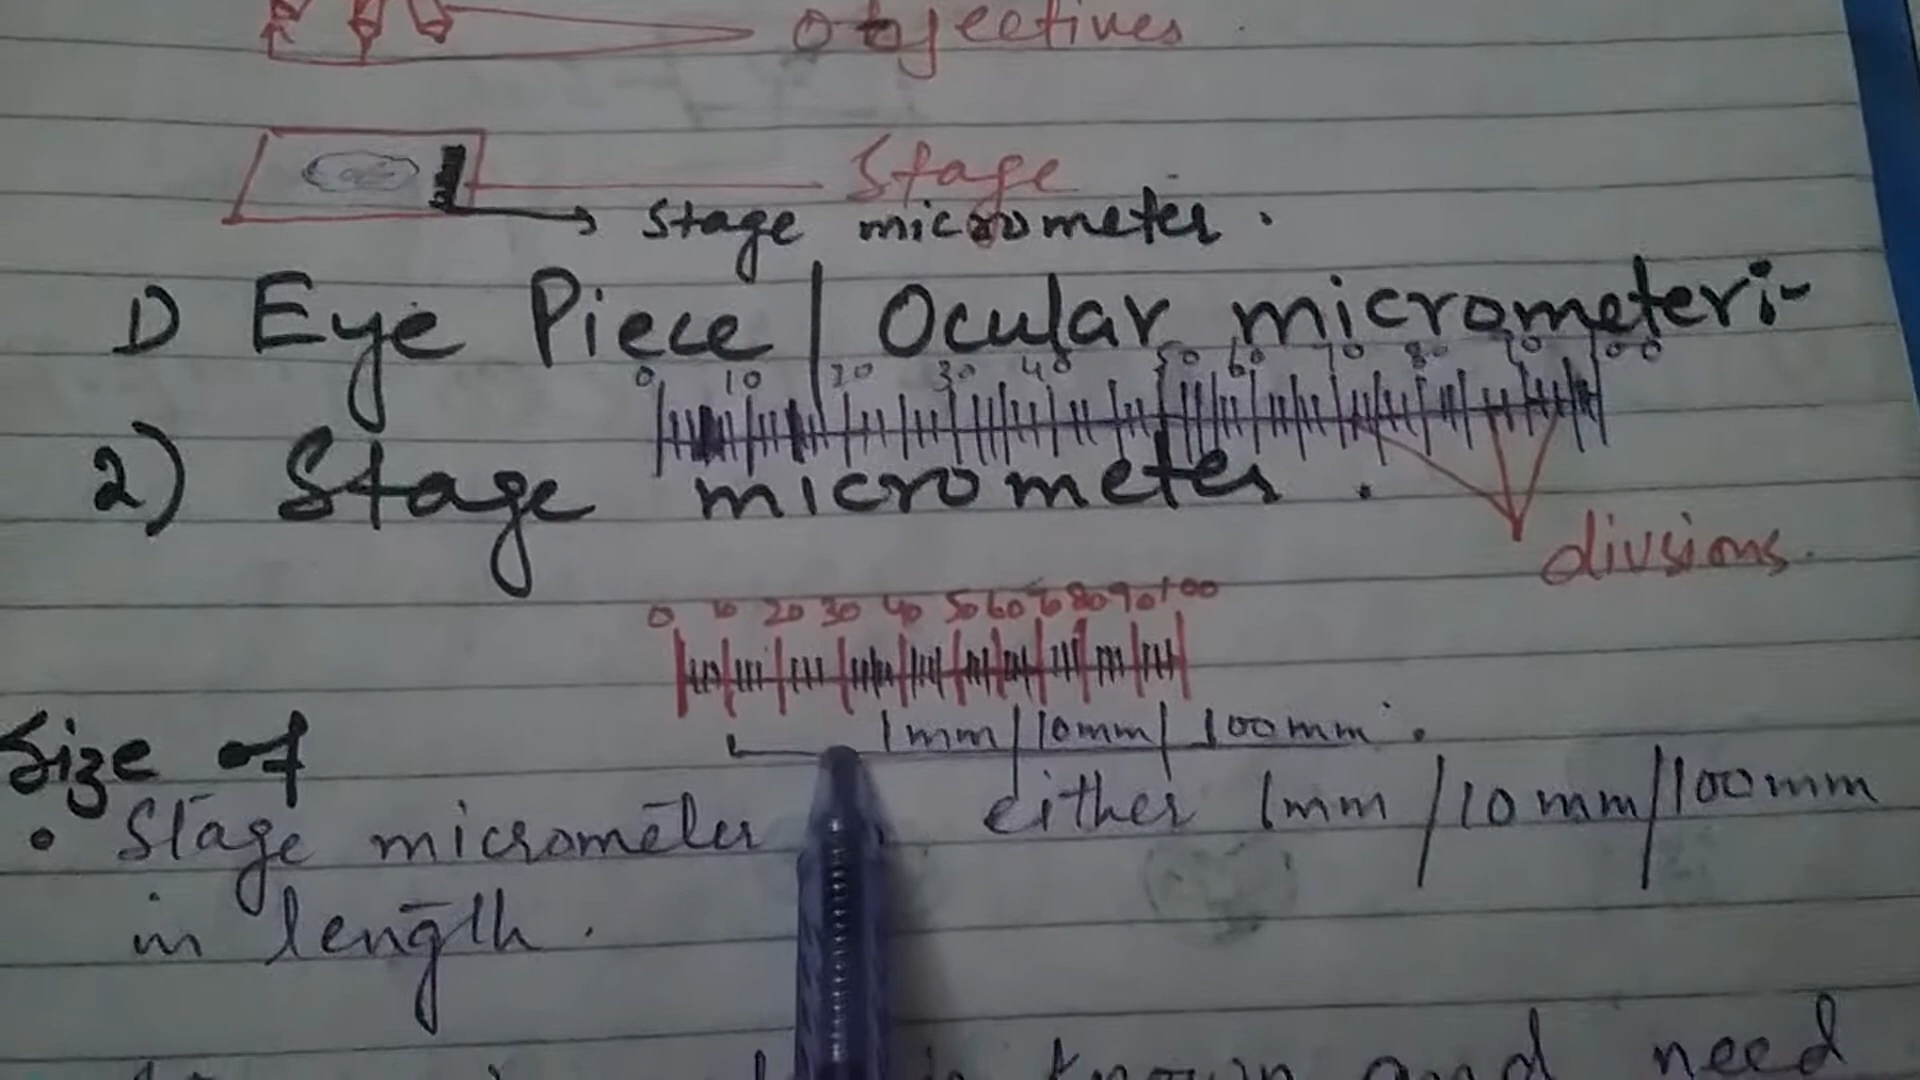 objectives.
Stage
Stage micrometer.
1) Eye Piece / Ocular micrometer:-
0 10 20 30 40 50 60 70 80 90 100
2) Stage micrometer.
divsions.
0 10 20 30 40 50 60 70 80 90 100
1mm/10mm/100mm.
Size of
• Stage micrometer, either 1mm/10mm/100mm
in length.
known and need